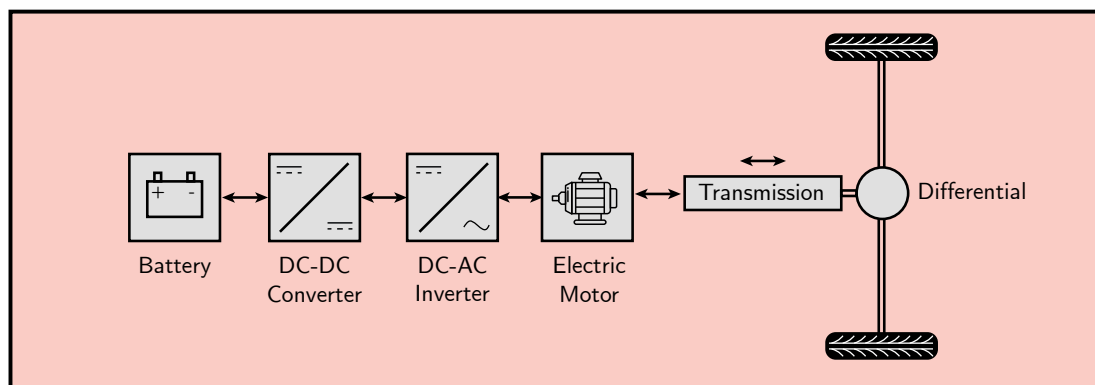 + -
Transmission
Differential
Battery
DC-DC
Converter
DC-AC
Inverter
Electric
Motor